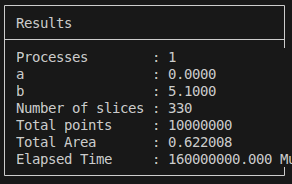 Results
Processes : 1
a : 0.0000
b : 5.1000
Number of slices : 330
Total points : 10000000
Total Area : 0.622008
Elapsed Time : 160000000.000